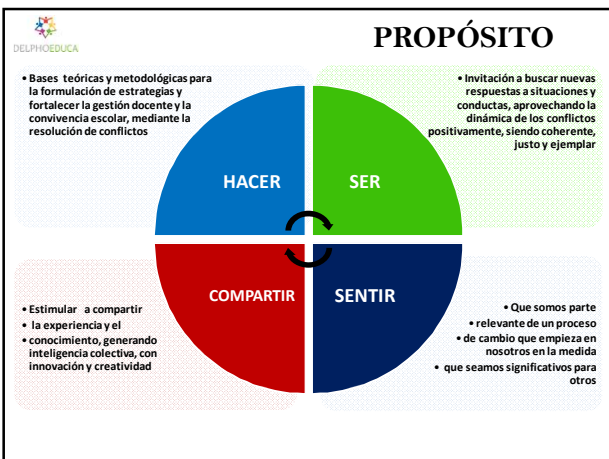 DELPHOEDUCA
PROPÓSITO
• Bases teóricas y metodológicas para
la formulación de estrategias y
fortalecer la gestión docente y la
convivencia escolar, mediante la
resolución de conflictos
• Invitación a buscar nuevas
respuestas a situaciones y
conductas, aprovechando la
dinámica de los conflictos
positivamente, siendo coherente,
justo y ejemplar
HACER
SER
COMPARTIR
SENTIR
• Estimular a compartir
• la experiencia y el
• conocimiento, generando
inteligencia colectiva, con
innovación y creatividad
• Que somos parte
• relevante de un proceso
• de cambio que empieza en
nosotros en la medida
• que seamos significativos para
otros